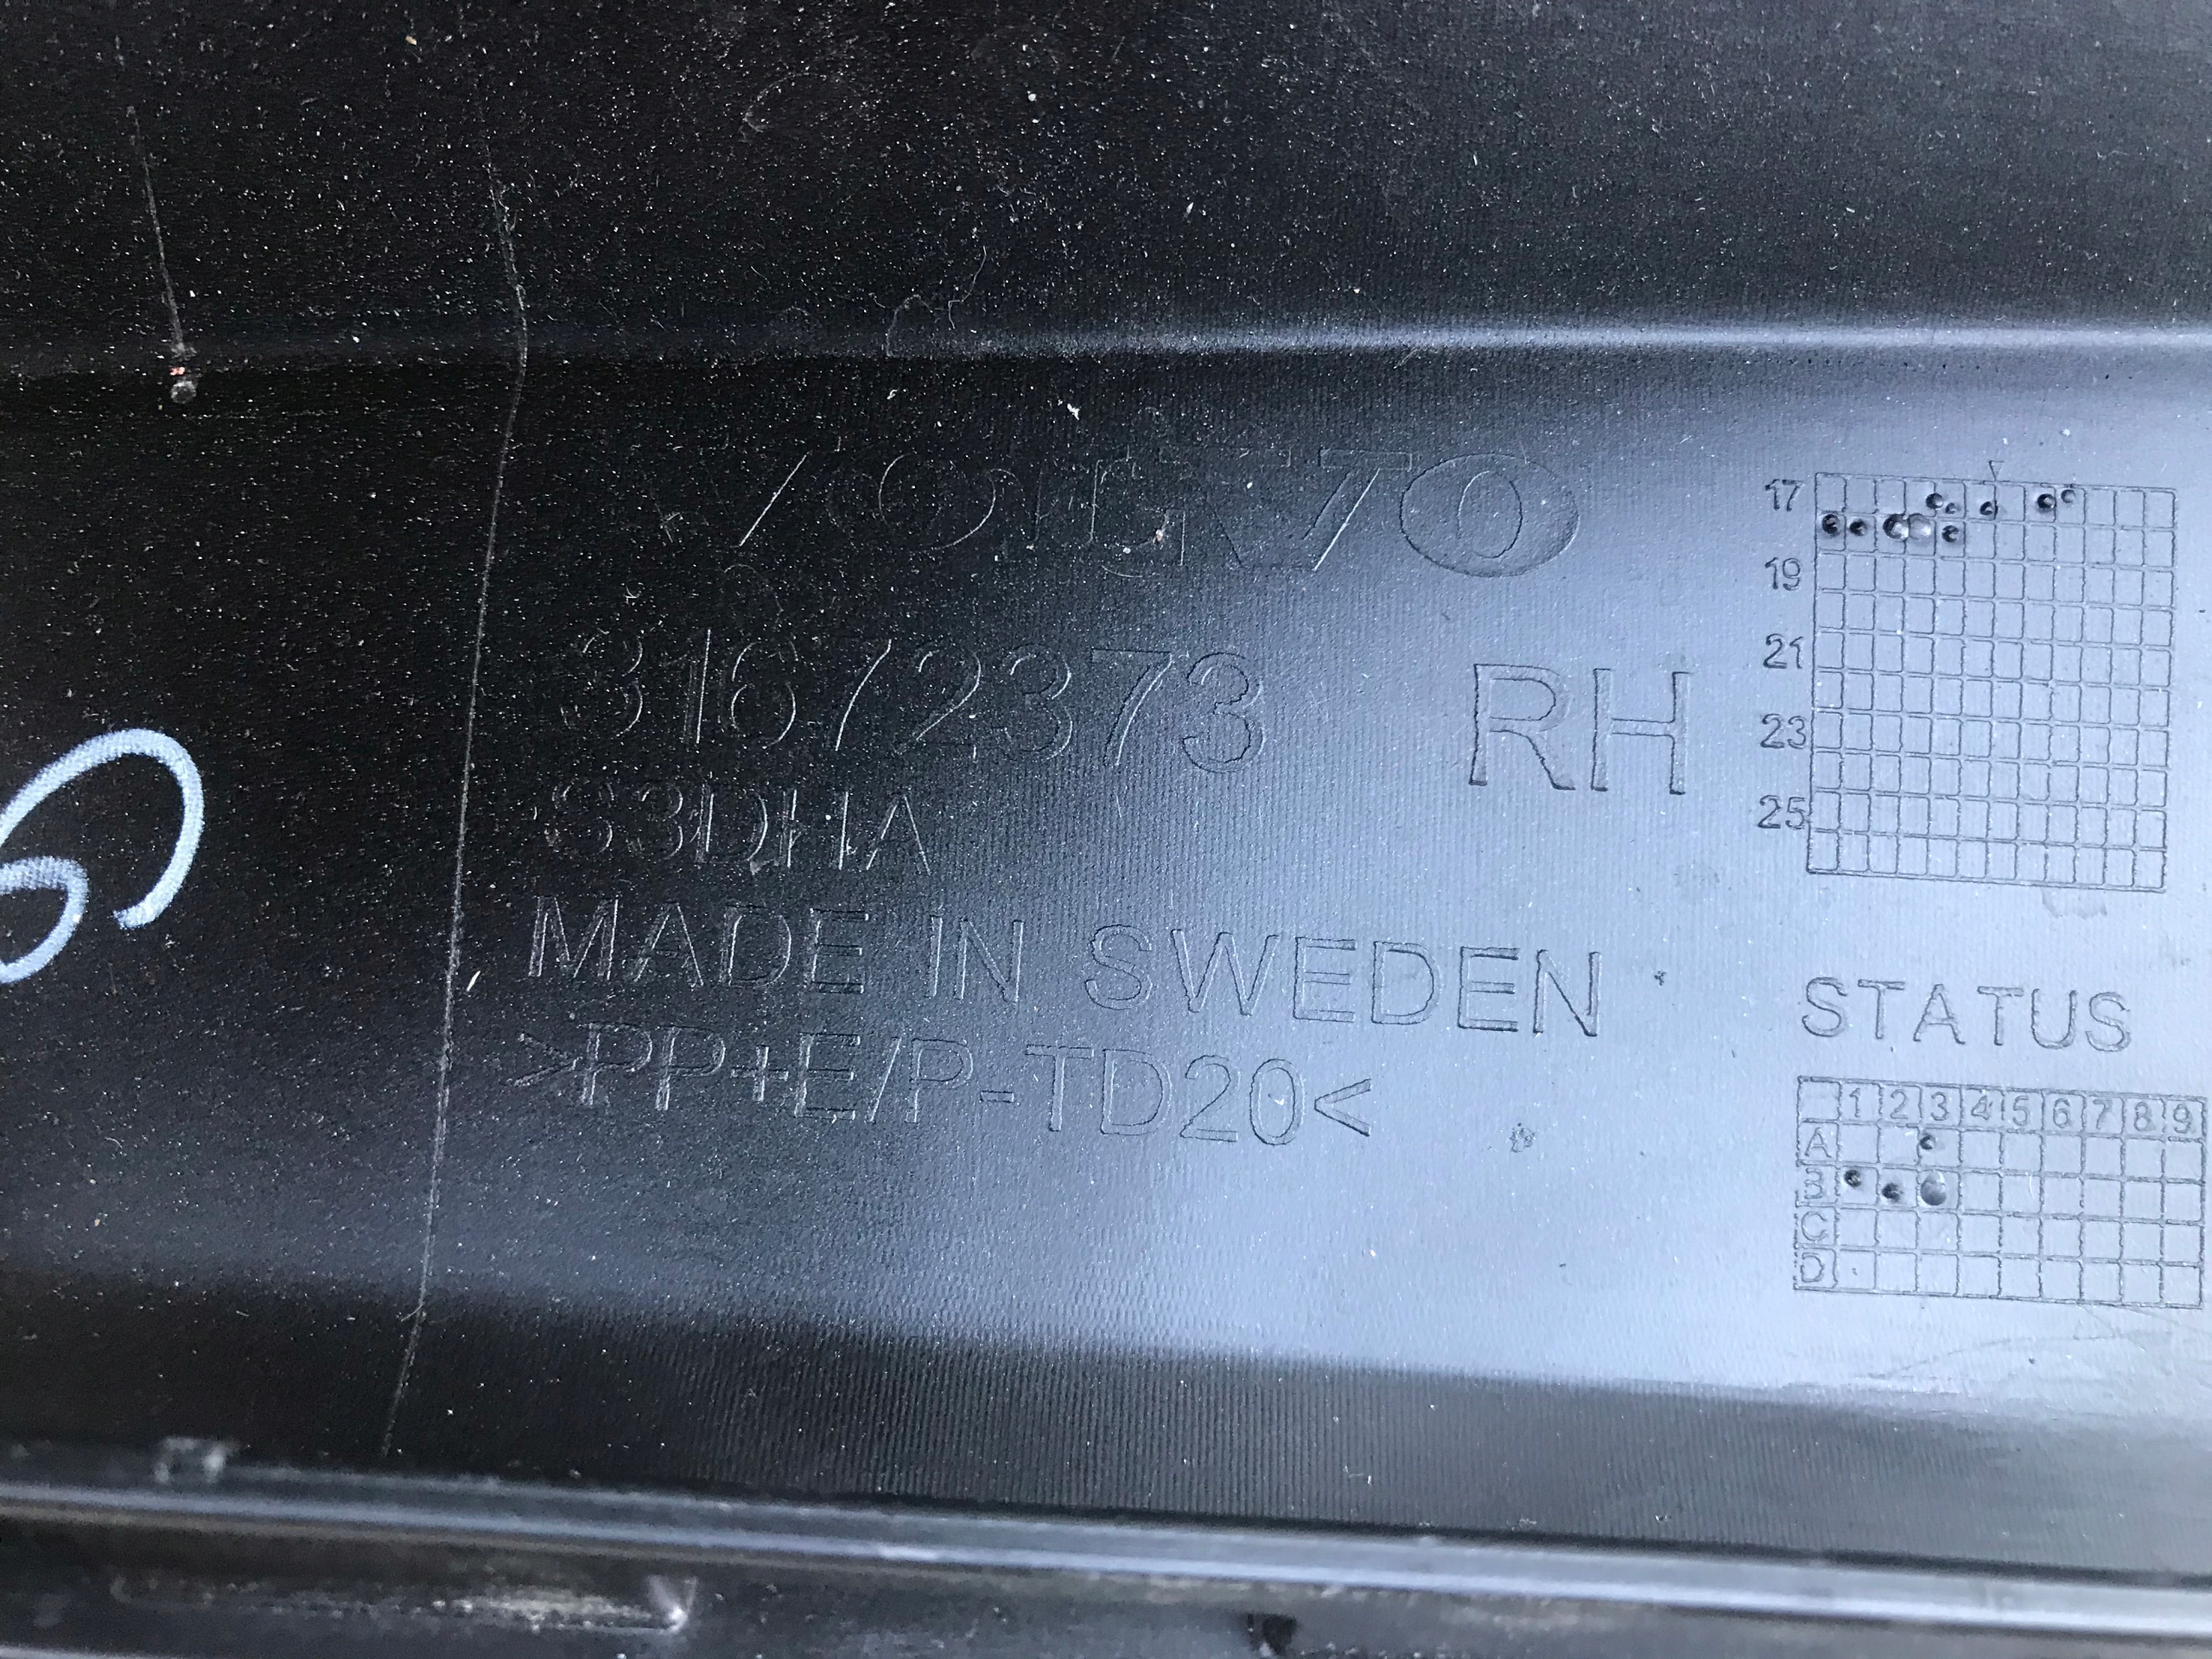 VOLVO
31672373 RH
S3DHA
MADE IN SWEDEN
>PP+E/P-TD20<
17
19
21
23
25
STATUS
1 2 3 4 5 6 7 8 9
A
B
C
D